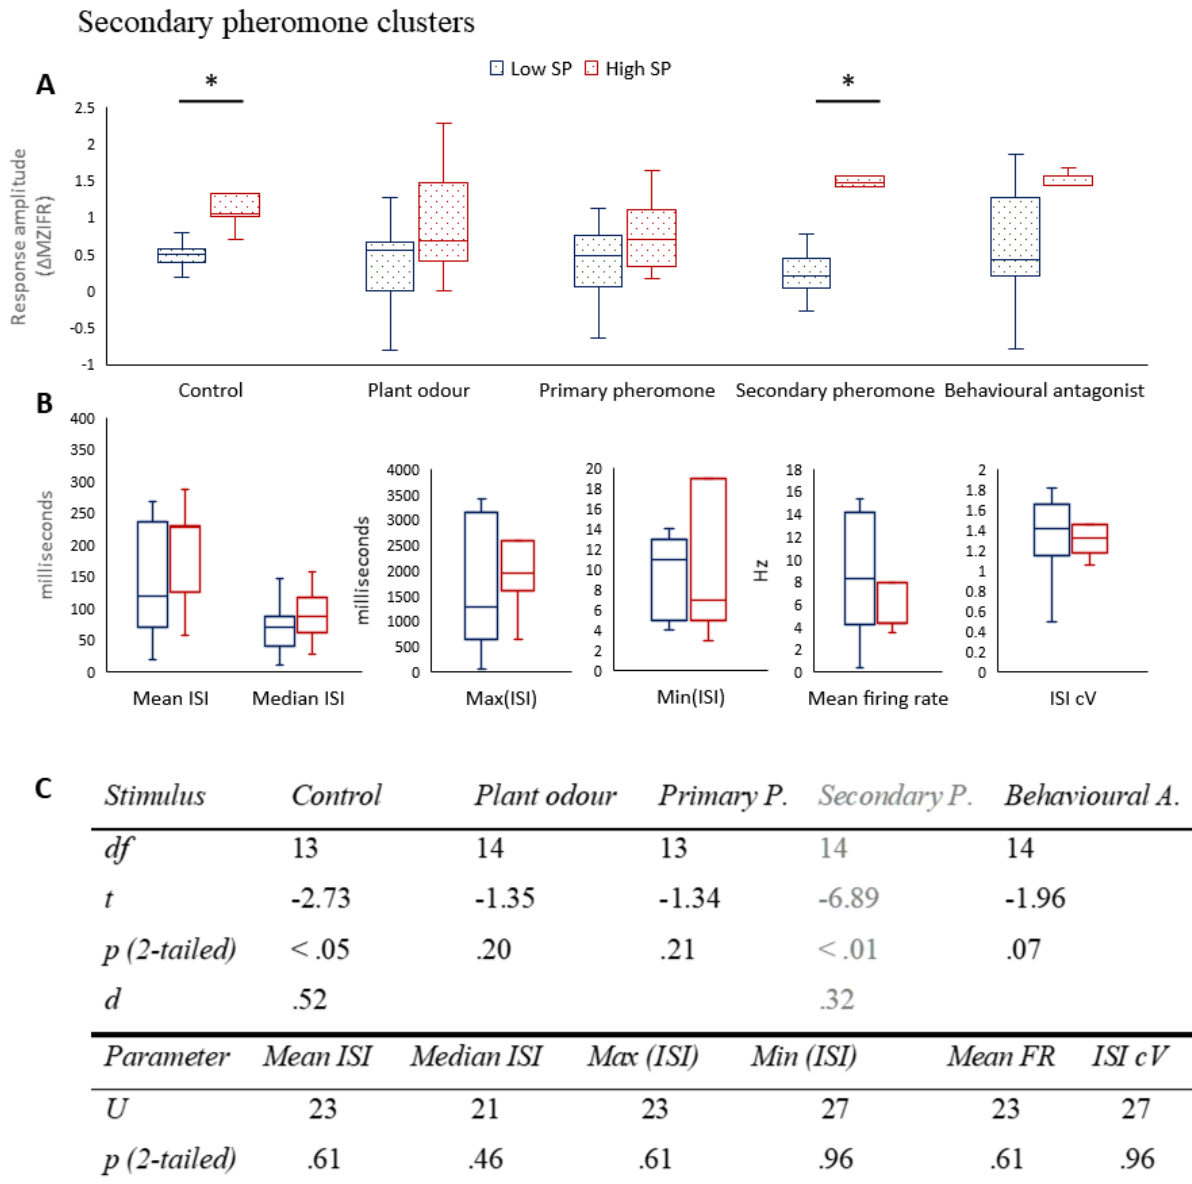 Secondary pheromone clusters
Low SP High SP
A
* *
Response amplitude
(ΔMZIFR)
2.5
2
1.5
1
0.5
0
-0.5
-1
Control Plant odour Primary pheromone Secondary pheromone Behavioural antagonist
B
milliseconds
400
350
300
250
200
150
100
50
0
Mean ISI Median ISI
milliseconds
4000
3500
3000
2500
2000
1500
1000
500
0
Max(ISI)
20
18
16
14
12
10
8
6
4
2
0
Min(ISI)
Hz
18
16
14
12
10
8
6
4
2
0
Mean firing rate
2
1.8
1.6
1.4
1.2
1
0.8
0.6
0.4
0.2
0
ISI cV
C
Stimulus Control Plant odour Primary P. Secondary P. Behavioural A.
df 13 14 13 14 14
t -2.73 -1.35 -1.34 -6.89 -1.96
p (2-tailed) < .05 .20 .21 < .01 .07
d .52 .32
Parameter Mean ISI Median ISI Max (ISI) Min (ISI) Mean FR ISI cV
U 23 21 23 27 23 27
p (2-tailed) .61 .46 .61 .96 .61 .96